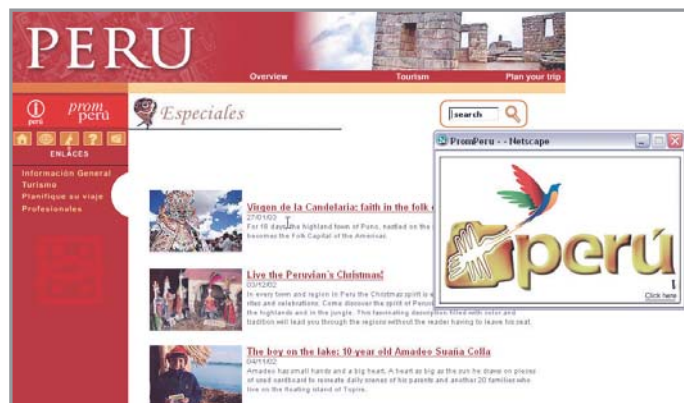 PERU
Overview Tourism Plan your trip
i perú
prom perú
Especiales
search
ENLACES
Información General
Turismo
Planifique su viaje
Profesionales
Virgen de la Candelaria: faith in the folk
27/01/03
For 18 days the highland town of Puno, nestled on the
becomes the Folk Capital of the Americas.
Live the Peruvian's Christmas!
03/12/02
In every town and region in Peru the Christmas spirit is
rites and celebrations. Come discover the spirit of
the highlands and in the jungle. This fascinating description filled with color and
tradition will lead you through the regions without the reader having to leave his seat.
The boy on the lake: 10 year old Amadeo Suaña Colla
04/11/02
Amadeo has small hands and a big heart. A heart as big as the sun he draws on pieces
of used cardboard to recreate daily scenes of his parents and another 20 families who
live on the floating island of
PromPeru - - Netscape
perú
Click here